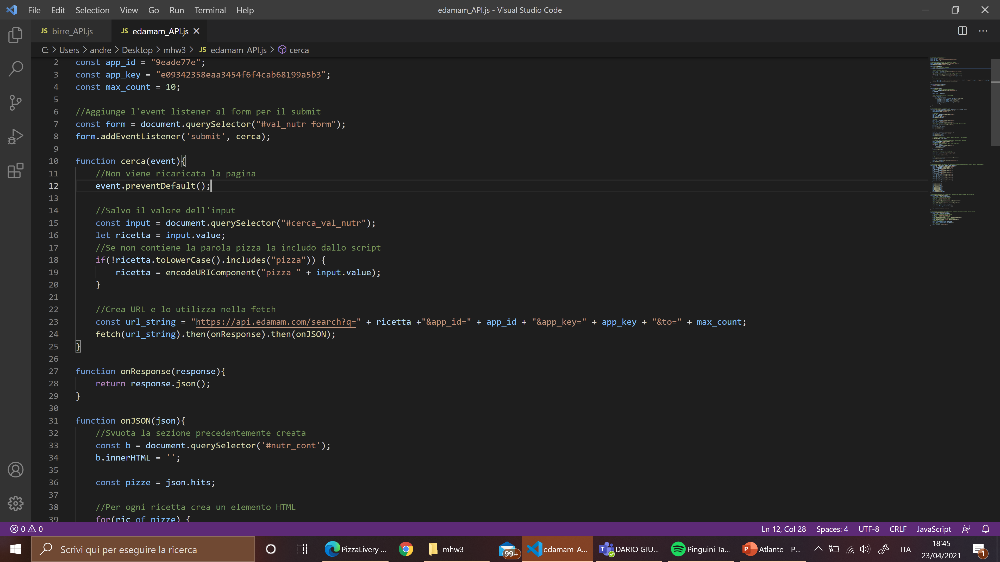 File Edit Selection View Go Run Terminal Help
edamam_API.js - Visual Studio Code
JS birre_API.js JS edamam_API.js
C: > Users > andre > Desktop > mhw3 > JS edamam_API.js > cerca
2 const app_id = "9eade77e";
3 const app_key = "e09342358eaa3454f6f4cab68199a5b3";
4 const max_count = 10;
5
6 //Aggiunge l'event listener al form per il submit
7 const form = document.querySelector("#val_nutr form");
8 form.addEventListener('submit', cerca);
9
10 function cerca(event){
11 //Non viene ricaricata la pagina
12 event.preventDefault();
13
14 //Salvo il valore dell'input
15 const input = document.querySelector("#cerca_val_nutr");
16 let ricetta = input.value;
17 //Se non contiene la parola pizza la includo dallo script
18 if(!ricetta.toLowerCase().includes("pizza")) {
19 ricetta = encodeURIComponent("pizza " + input.value);
20 }
21
22 //Crea URL e lo utilizza nella fetch
23 const url_string = "https://api.edamam.com/search?q=" + ricetta +"&app_id=" + app_id + "&app_key=" + app_key + "&to=" + max_count;
24 fetch(url_string).then(onResponse).then(onJSON);
25 }
26
27 function onResponse(response){
28 return response.json();
29 }
30
31 function onJSON(json){
32 //Svuota la sezione precedentemente creata
33 const b = document.querySelector('#nutr_cont');
34 b.innerHTML = '';
35
36 const pizze = json.hits;
37
38 //Per ogni ricetta crea un elemento HTML
39 for(ric of pizze) {
0 0
Ln 12, Col 28 Spaces: 4 UTF-8 CRLF JavaScript
Scrivi qui per eseguire la ricerca
PizzaLivery ...
mhw3
99+
edamam_A...
DARIO GIU...
Pinguini Ta...
Atlante - P...
ITA
18:45
23/04/2021
1